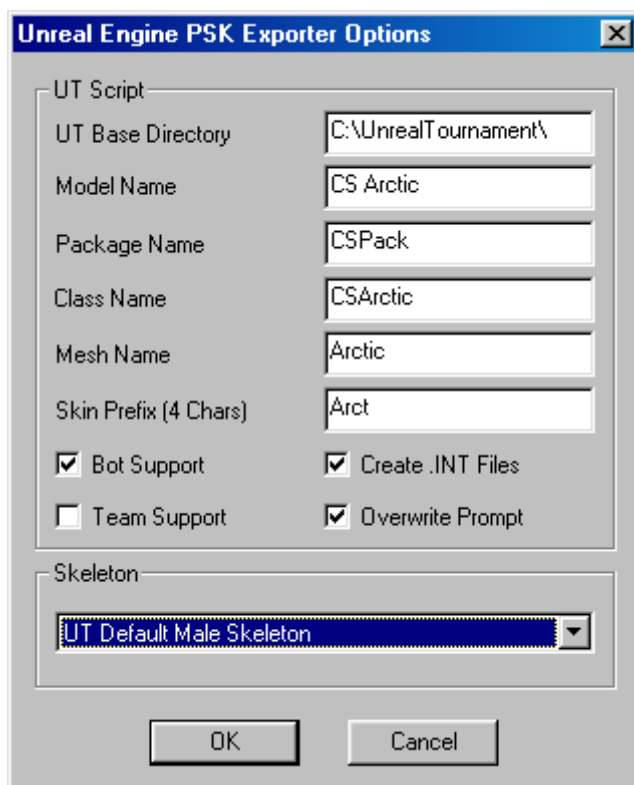 Unreal Engine PSK Exporter Options
UT Script
UT Base Directory C:\UnrealTournament\
Model Name CS Arctic
Package Name CSPack
Class Name CSArctic
Mesh Name Arctic
Skin Prefix (4 Chars) Arct
Bot Support Create .INT Files
Team Support Overwrite Prompt
Skeleton
UT Default Male Skeleton
OK Cancel